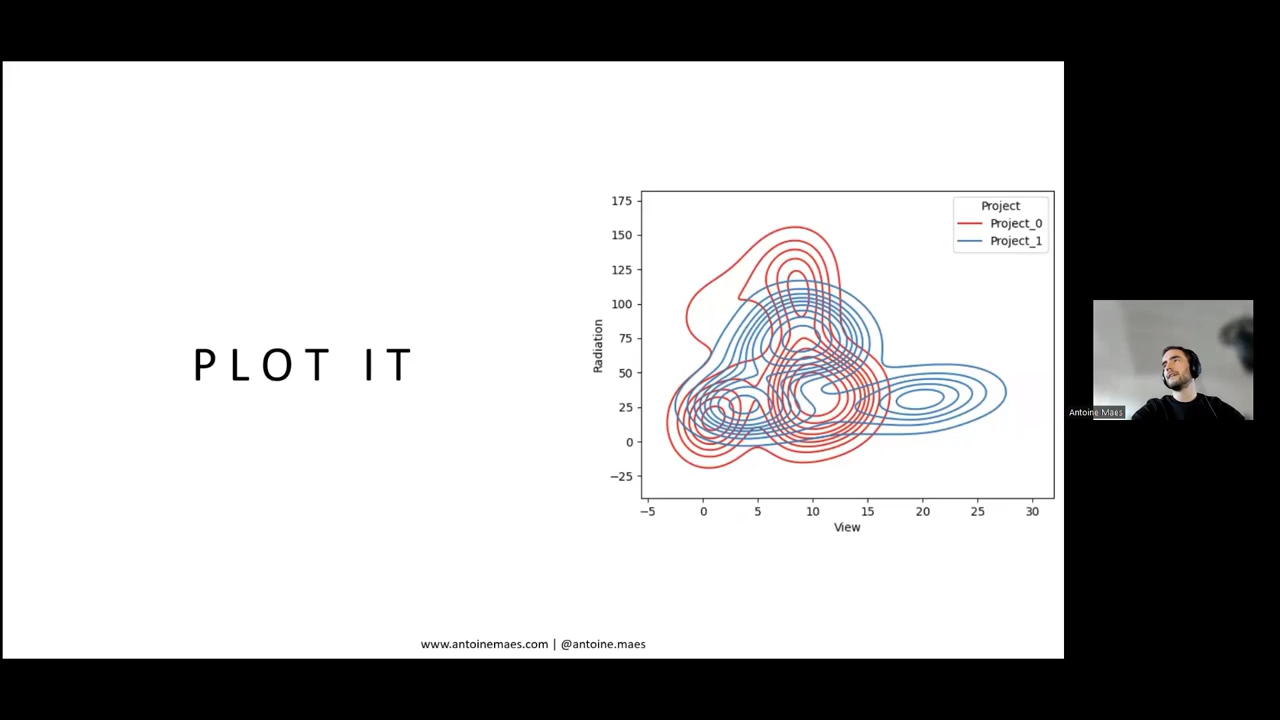 PLOT IT
175
150
125
100
75
50
25
0
−25
Radiation
−5
0
5
10
15
20
25
30
View
Project
Project_0
Project_1
www.antoinemaes.com | @antoine.maes
Antoine Maes